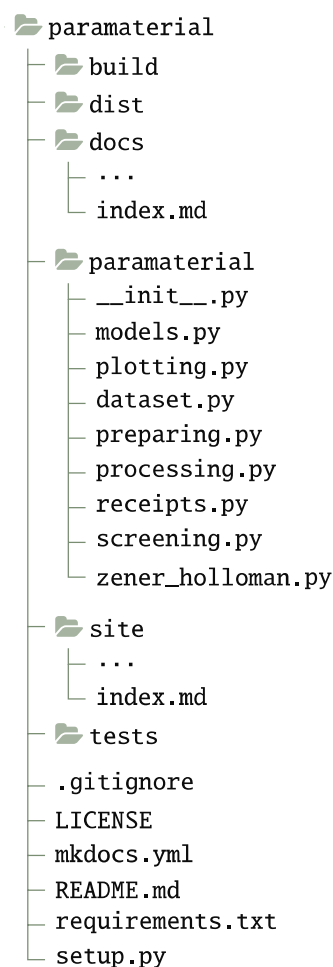 paramaterial
build
dist
docs
...
index.md
paramaterial
__init__.py
models.py
plotting.py
dataset.py
preparing.py
processing.py
receipts.py
screening.py
zener_holloman.py
site
...
index.md
tests
.gitignore
LICENSE
mkdocs.yml
README.md
requirements.txt
setup.py